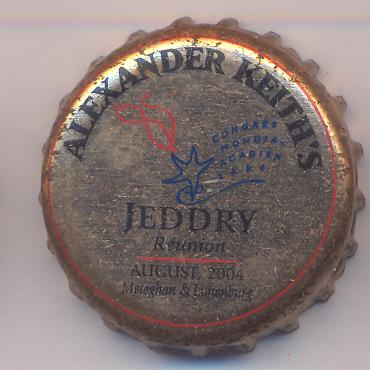 ALEXANDER KEITH'S
CONGRÈS
MONDIAL
ACADIEN
2004
JEDDRY
Réunion
AUGUST, 2004
Meteghan & Lunenburg